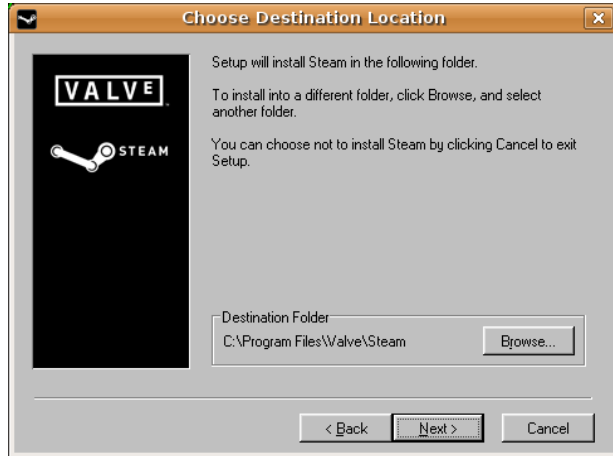 Choose Destination Location
VALVE
STEAM
Setup will install Steam in the following folder.
To install into a different folder, click Browse, and select
another folder.
You can choose not to install Steam by clicking Cancel to exit
Setup.
Destination Folder
C:\Program Files\Valve\Steam
Browse...
< Back
Next >
Cancel